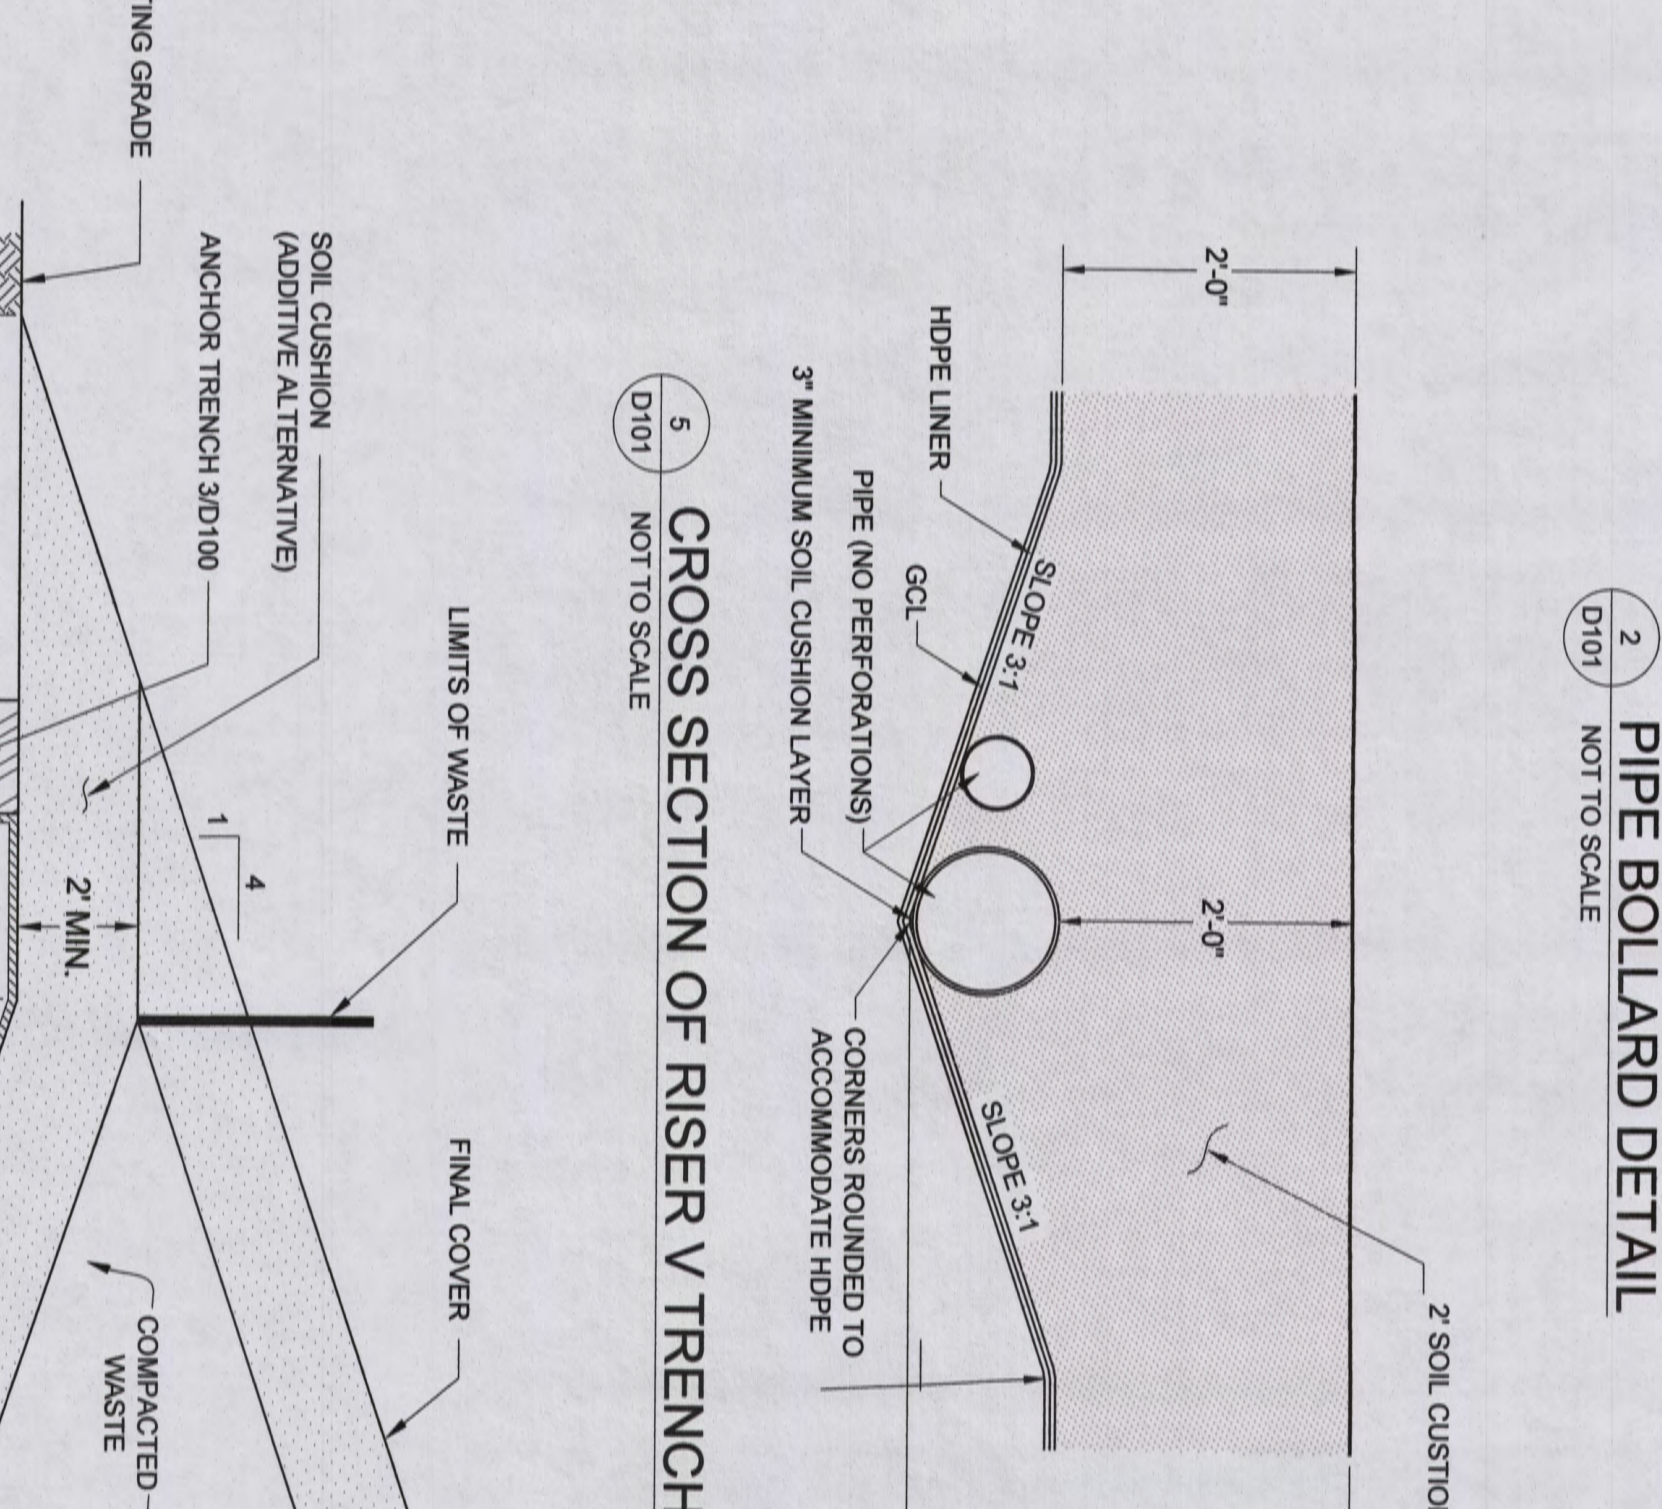 2
D101
PIPE BOLLARD DETAIL
NOT TO SCALE
2' SOIL CUSTIO
2'-0"
2'-0"
SLOPE 3:1
SLOPE 3:1
HDPE LINER
GCL
PIPE (NO PERFORATIONS)
3" MINIMUM SOIL CUSHION LAYER
CORNERS ROUNDED TO
ACCOMMODATE HDPE
5
D101
CROSS SECTION OF RISER V TRENCH
NOT TO SCALE
LIMITS OF WASTE
FINAL COVER
SOIL CUSHION
(ADDITIVE ALTERNATIVE)
ANCHOR TRENCH 3/D100
TING GRADE
4
1
2' MIN.
COMPACTED
WASTE